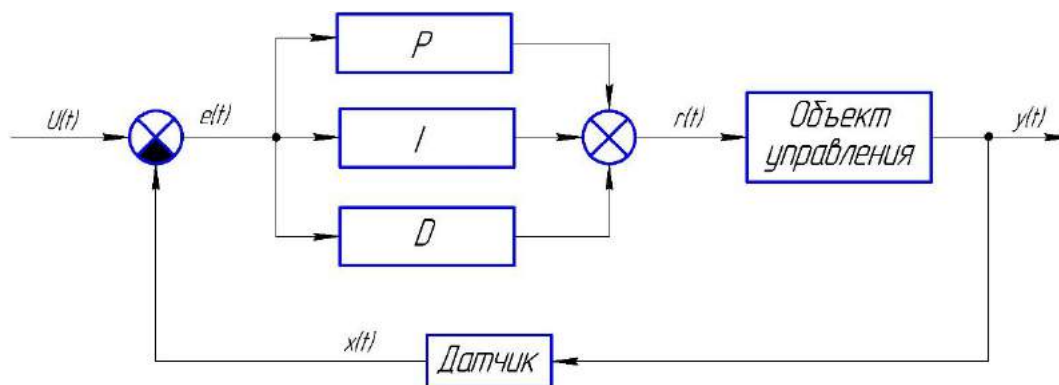 U(t)
e(t)
P
I
D
r(t)
Объект
управления
y(t)
x(t)
Датчик